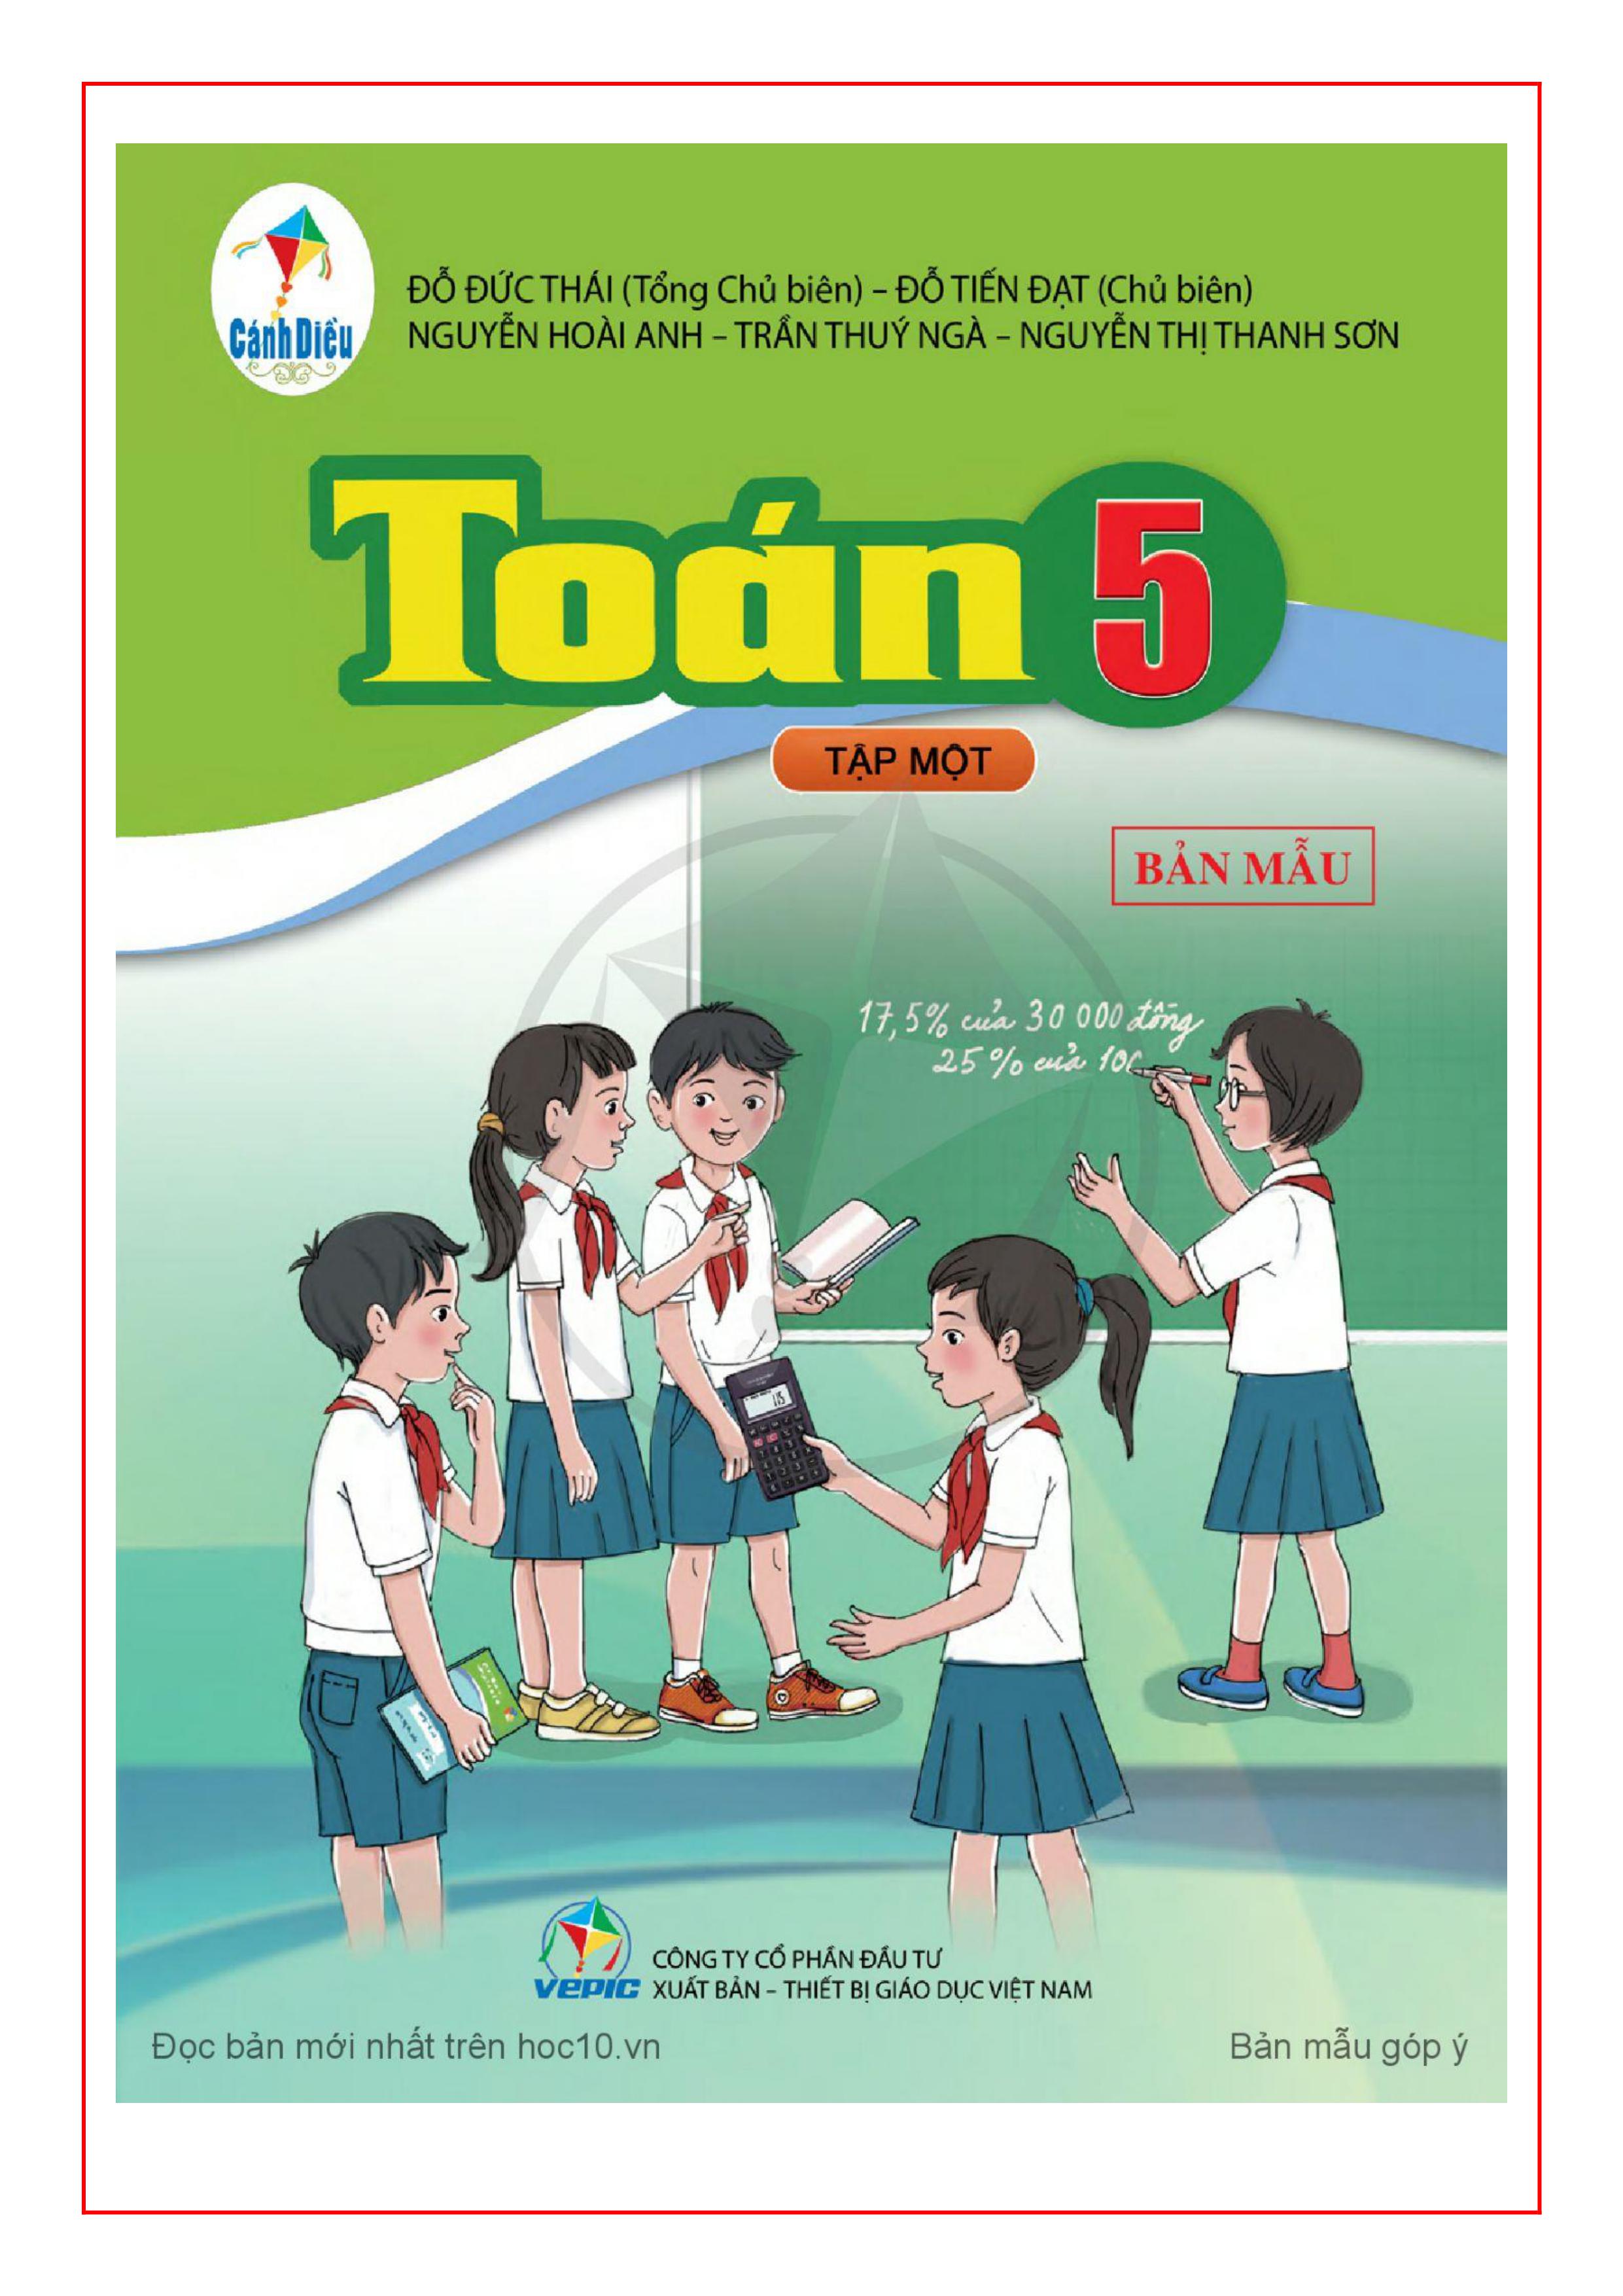 Cánh Diều
ĐỖ ĐỨC THÁI (Tổng Chủ biên) – ĐỖ TIẾN ĐẠT (Chủ biên)
NGUYỄN HOÀI ANH – TRẦN THUÝ NGÀ – NGUYỄN THỊ THANH SƠN
Toán 5
TẬP MỘT
BẢN MẪU
17,5% của 30 000 đồng
25% của 100
VEPIC
CÔNG TY CỔ PHẦN ĐẦU TƯ
XUẤT BẢN – THIẾT BỊ GIÁO DỤC VIỆT NAM
Đọc bản mới nhất trên hoc10.vn
Bản mẫu góp ý